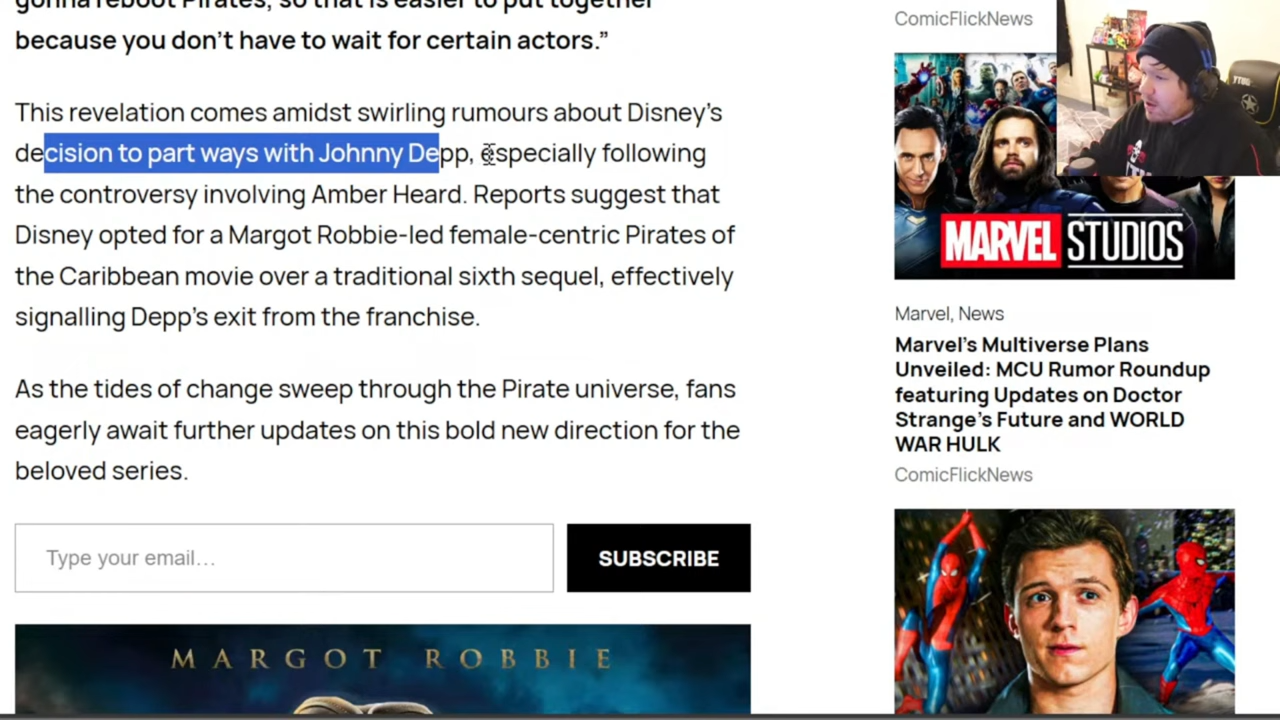 gonna reboot Pirates, so that is easier to put together
because you don't have to wait for certain actors.”
This revelation comes amidst swirling rumours about Disney's
decision to part ways with Johnny Depp, especially following
the controversy involving Amber Heard. Reports suggest that
Disney opted for a Margot Robbie-led female-centric Pirates of
the Caribbean movie over a traditional sixth sequel, effectively
signalling Depp's exit from the franchise.
As the tides of change sweep through the Pirate universe, fans
eagerly await further updates on this bold new direction for the
beloved series.
Type your email…
SUBSCRIBE
MARGOT ROBBIE
ComicFlickNews
MARVEL STUDIOS
Marvel, News
Marvel's Multiverse Plans
Unveiled: MCU Rumor Roundup
featuring Updates on Doctor
Strange's Future and WORLD
WAR HULK
ComicFlickNews